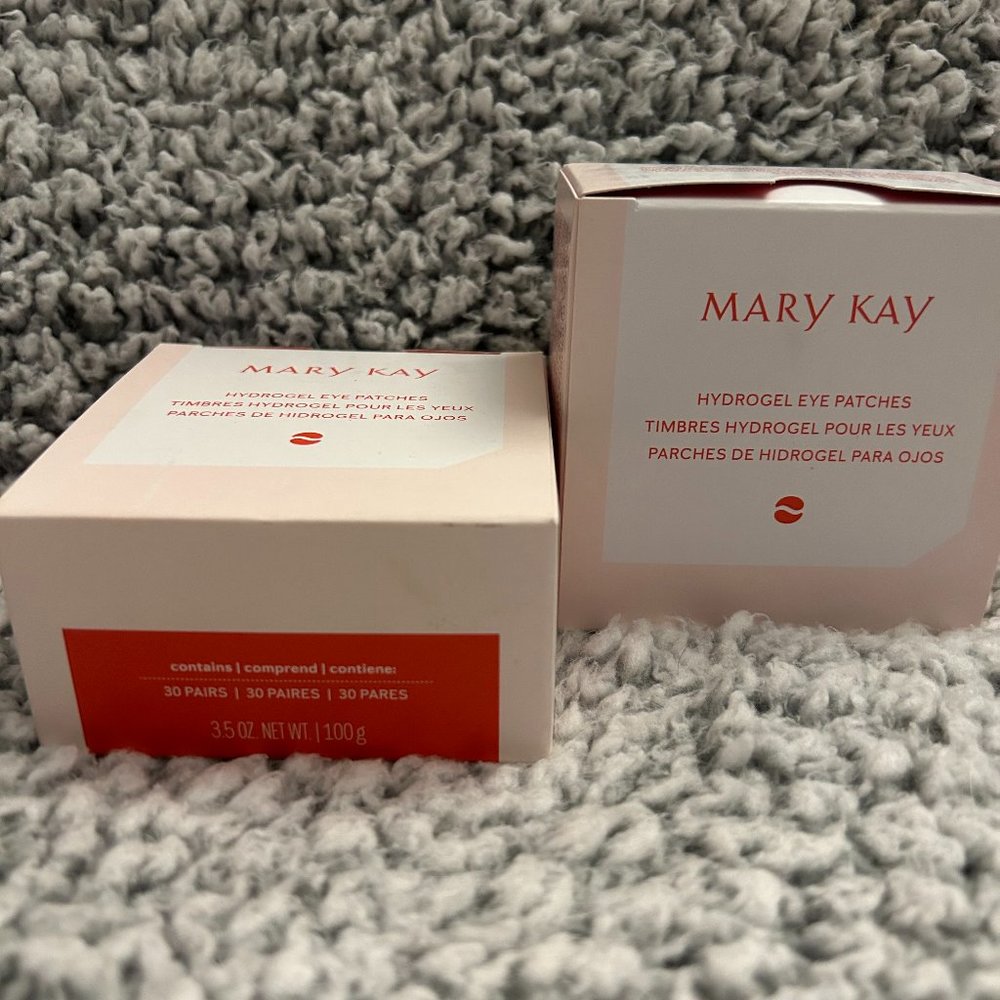 MARY KAY
HYDROGEL EYE PATCHES
TIMBRES HYDROGEL POUR LES YEUX
PARCHES DE HIDROGEL PARA OJOS
contains | comprend | contiene:
30 PAIRS | 30 PAIRES | 30 PARES
3.5 OZ. NET WT. | 100 g
MARY KAY
HYDROGEL EYE PATCHES
TIMBRES HYDROGEL POUR LES YEUX
PARCHES DE HIDROGEL PARA OJOS